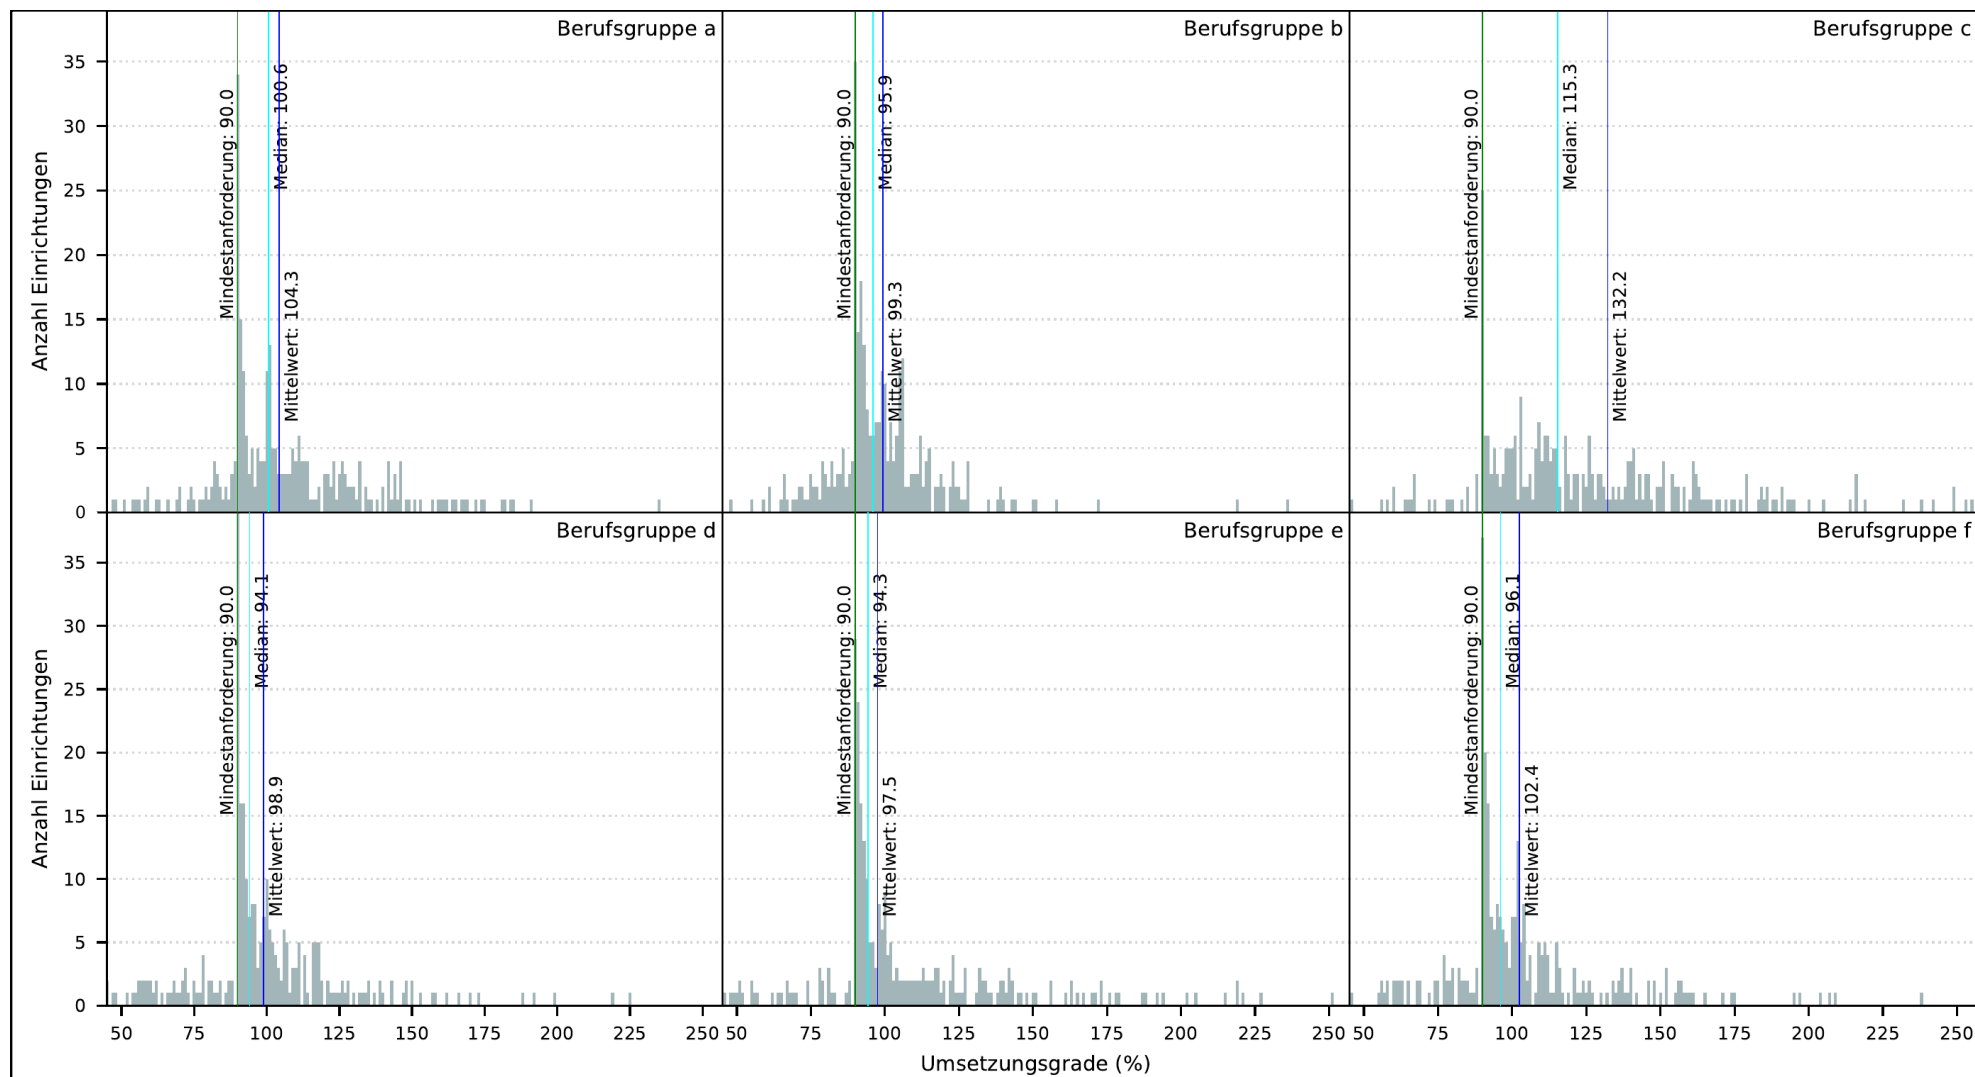 Berufsgruppe a
Berufsgruppe b
Berufsgruppe c
Anzahl Einrichtungen
35
30
25
20
15
10
5
0
Mindestanforderung: 90.0
Median: 100.6
Mittelwert: 104.3
Mindestanforderung: 90.0
Median: 95.9
Mittelwert: 99.3
Mindestanforderung: 90.0
Median: 115.3
Mittelwert: 132.2
Berufsgruppe d
Berufsgruppe e
Berufsgruppe f
Anzahl Einrichtungen
35
30
25
20
15
10
5
0
Mindestanforderung: 90.0
Median: 94.1
Mittelwert: 98.9
Mindestanforderung: 90.0
Median: 94.3
Mittelwert: 97.5
Mindestanforderung: 90.0
Median: 96.1
Mittelwert: 102.4
50 75 100 125 150 175 200 225 250 50 75 100 125 150 175 200 225 250 50 75 100 125 150 175 200 225 250
Umsetzungsgrade (%)